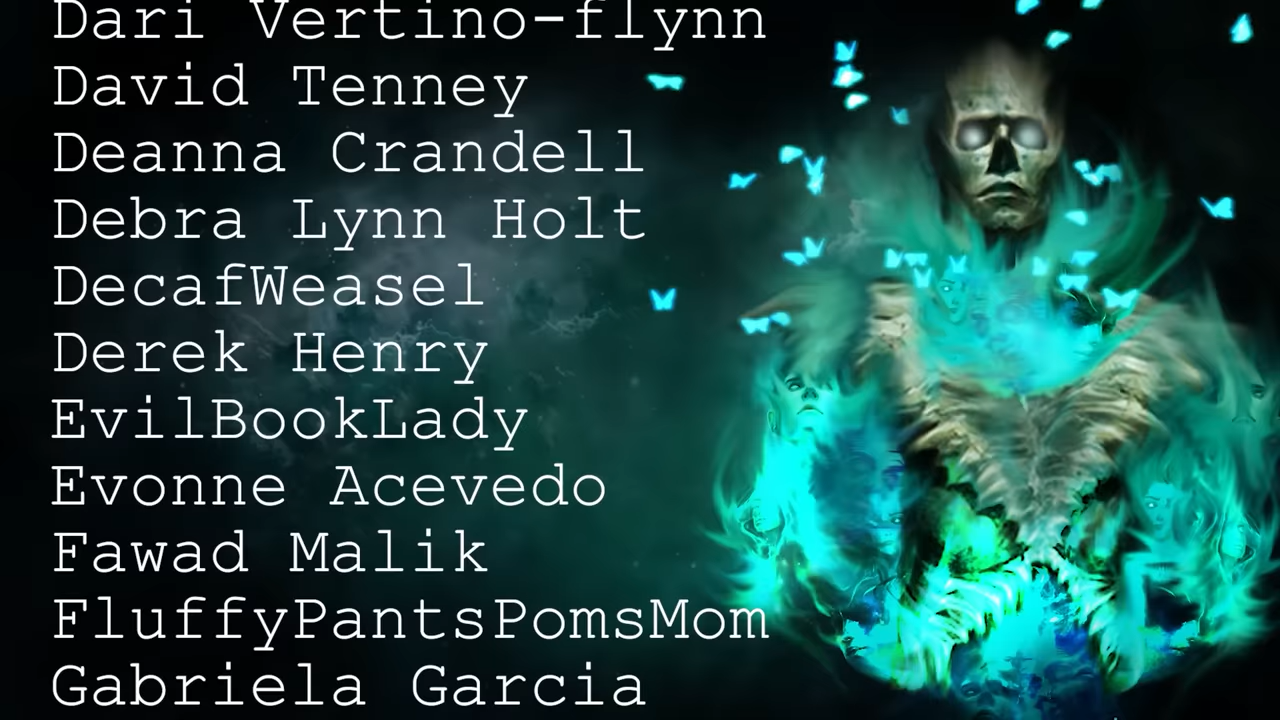 Dari Vertino-flynn
David Tenney
Deanna Crandell
Debra Lynn Holt
DecafWeasel
Derek Henry
EvilBookLady
Evonne Acevedo
Fawad Malik
FluffyPantsPomsMom
Gabriela Garcia